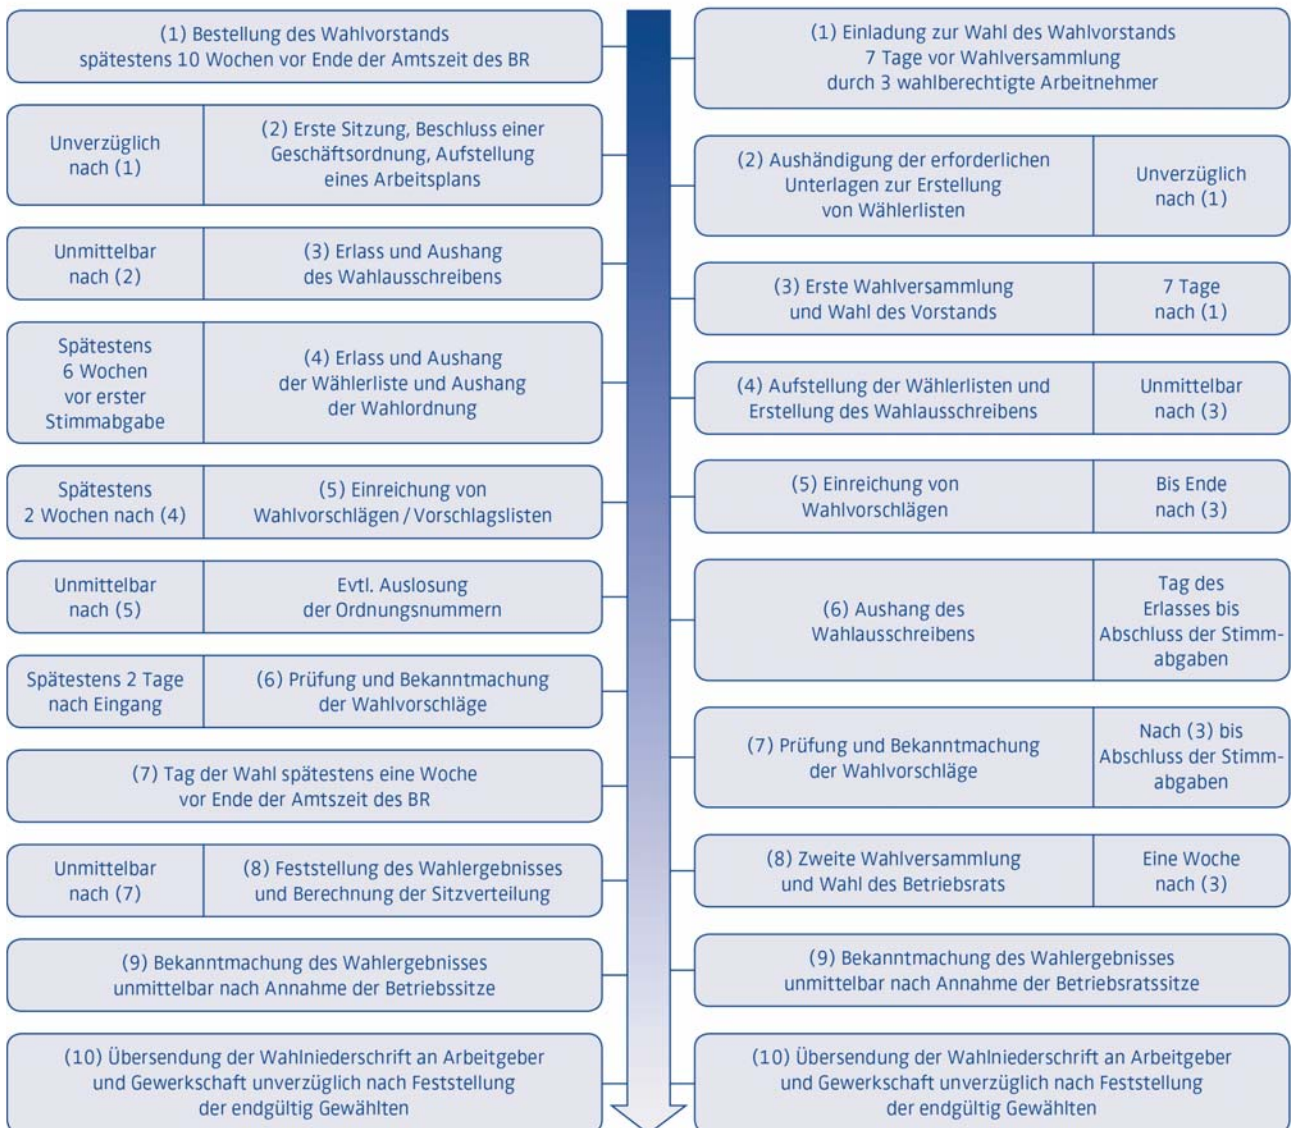 (1) Bestellung des Wahlvorstands
spätestens 10 Wochen vor Ende der Amtszeit des BR
Unverzüglich
nach (1)
(2) Erste Sitzung, Beschluss einer
Geschäftsordnung, Aufstellung
eines Arbeitsplans
Unmittelbar
nach (2)
(3) Erlass und Aushang
des Wahlausschreibens
Spätestens
6 Wochen
vor erster
Stimmabgabe
(4) Erlass und Aushang
der Wählerliste und Aushang
der Wahlordnung
Spätestens
2 Wochen nach (4)
(5) Einreichung von
Wahlvorschlägen / Vorschlagslisten
Unmittelbar
nach (5)
Evtl. Auslosung
der Ordnungsnummern
Spätestens 2 Tage
nach Eingang
(6) Prüfung und Bekanntmachung
der Wahlvorschläge
(7) Tag der Wahl spätestens eine Woche
vor Ende der Amtszeit des BR
Unmittelbar
nach (7)
(8) Feststellung des Wahlergebnisses
und Berechnung der Sitzverteilung
(9) Bekanntmachung des Wahlergebnisses
unmittelbar nach Annahme der Betriebssitze
(10) Übersendung der Wahlniederschrift an Arbeitgeber
und Gewerkschaft unverzüglich nach Feststellung
der endgültig Gewählten
(1) Einladung zur Wahl des Wahlvorstands
7 Tage vor Wahlversammlung
durch 3 wahlberechtigte Arbeitnehmer
(2) Aushändigung der erforderlichen
Unterlagen zur Erstellung
von Wählerlisten
Unverzüglich
nach (1)
(3) Erste Wahlversammlung
und Wahl des Vorstands
7 Tage
nach (1)
(4) Aufstellung der Wählerlisten und
Erstellung des Wahlausschreibens
Unmittelbar
nach (3)
(5) Einreichung von
Wahlvorschlägen
Bis Ende
nach (3)
(6) Aushang des
Wahlausschreibens
Tag des
Erlasses bis
Abschluss der Stimm-
abgaben
(7) Prüfung und Bekanntmachung
der Wahlvorschläge
Nach (3) bis
Abschluss der Stimm-
abgaben
(8) Zweite Wahlversammlung
und Wahl des Betriebsrats
Eine Woche
nach (3)
(9) Bekanntmachung des Wahlergebnisses
unmittelbar nach Annahme der Betriebsratssitze
(10) Übersendung der Wahlniederschrift an Arbeitgeber
und Gewerkschaft unverzüglich nach Feststellung
der endgültig Gewählten